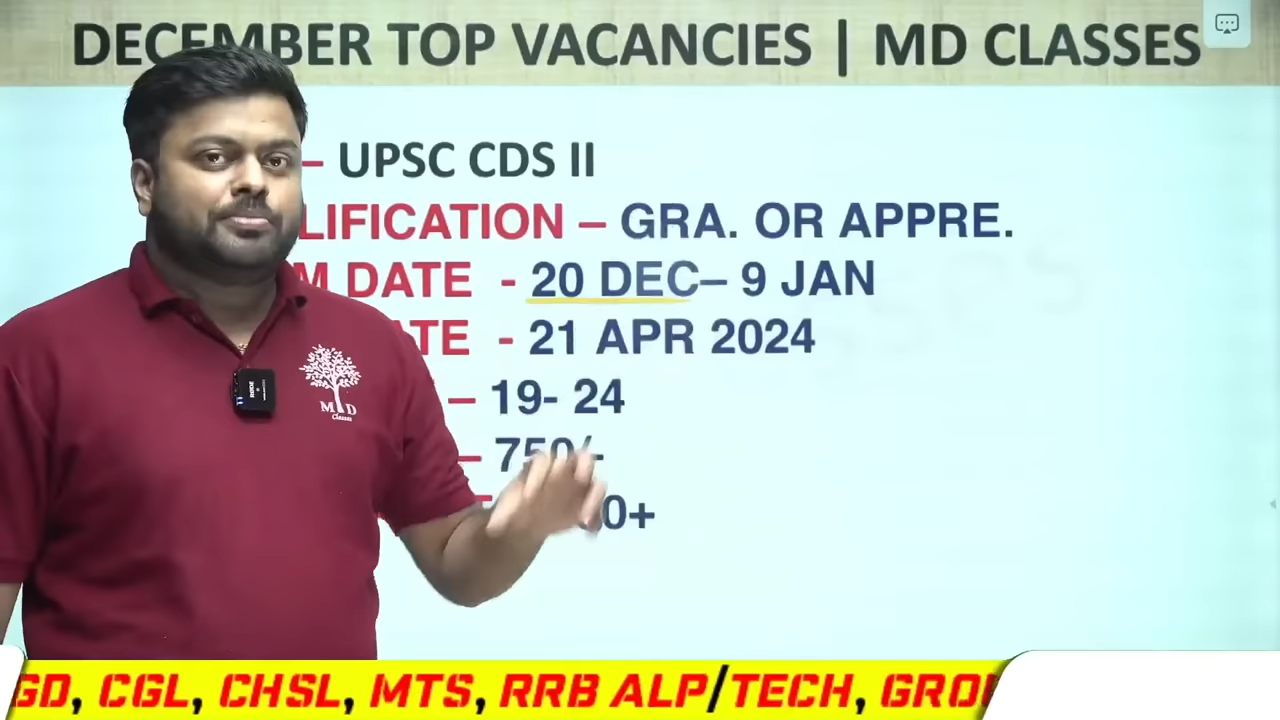 DECEMBER TOP VACANCIES | MD CLASSES
– UPSC CDS II
LIFICATION – GRA. OR APPRE.
M DATE - 20 DEC– 9 JAN
ATE - 21 APR 2024
– 19- 24
– 750/-
0+
MD
Classes
GD, CGL, CHSL, MTS, RRB ALP/TECH, GRO